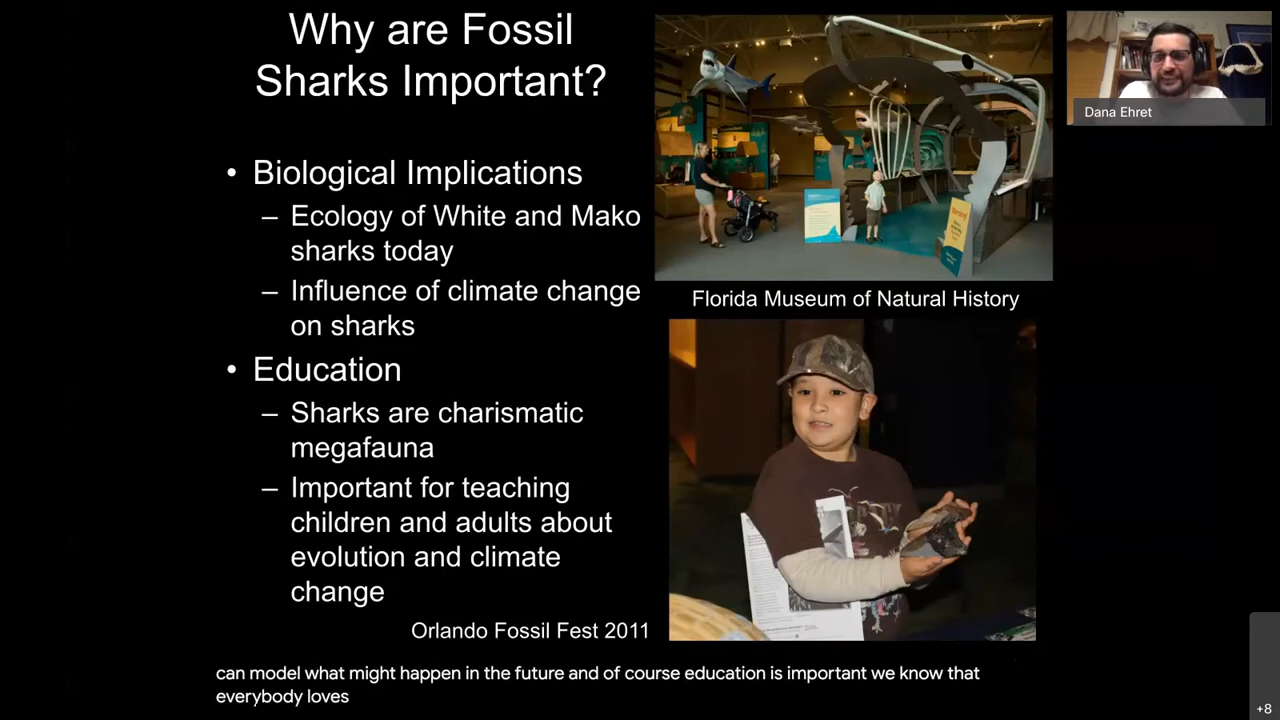 Why are Fossil
Sharks Important?
• Biological Implications
– Ecology of White and Mako
sharks today
– Influence of climate change
on sharks
• Education
– Sharks are charismatic
megafauna
– Important for teaching
children and adults about
evolution and climate
change
Orlando Fossil Fest 2011
Florida Museum of Natural History
Dana Ehret
can model what might happen in the future and of course education is important we know that
everybody loves
+8